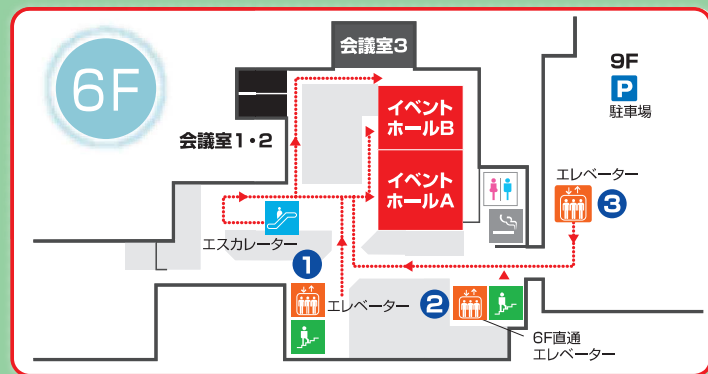 6F
会議室3
9F
P
駐車場
イベント
ホールB
会議室1・2
イベント
ホールA
エレベーター
3
エスカレーター
1
エレベーター
2
6F直通
エレベーター